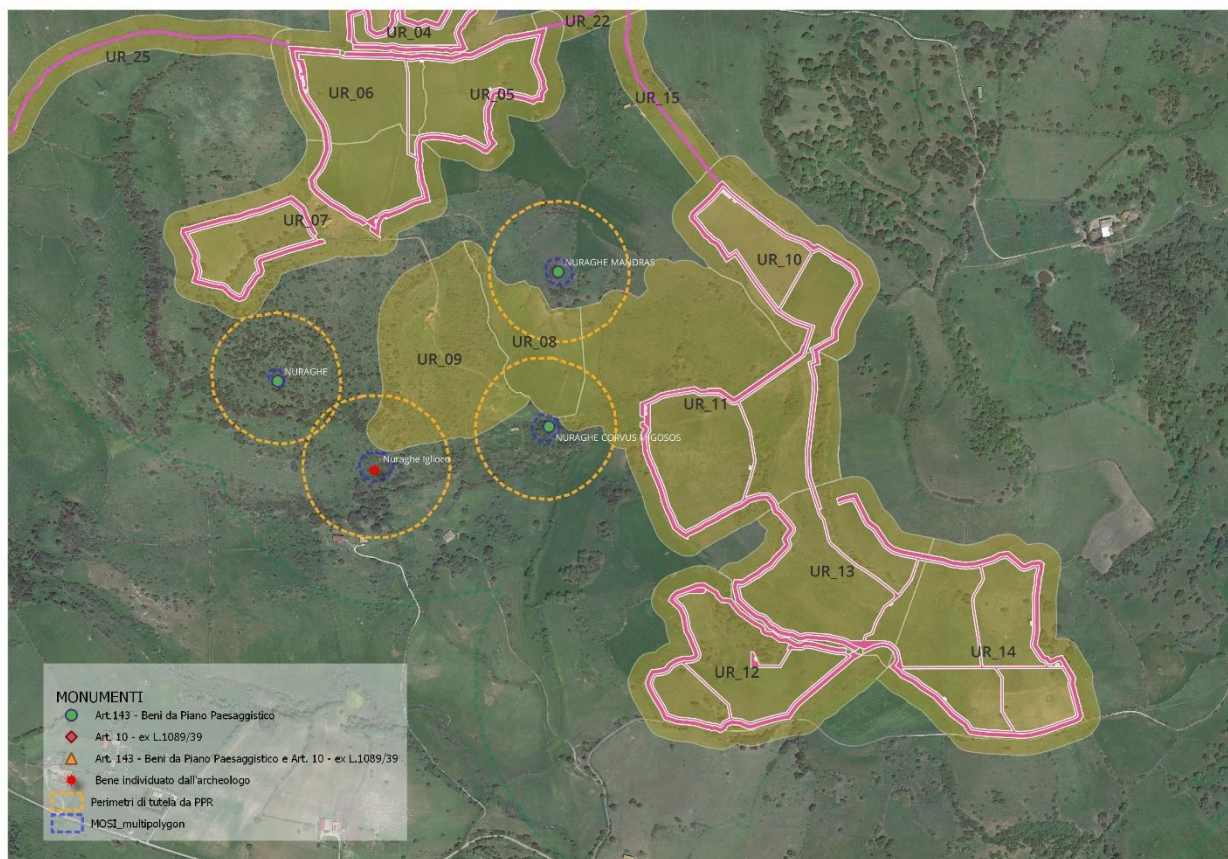 UR_04
UR_22
UR_25
UR_06
UR_05
UR_15
UR_07
NURAGHE MANDRAS
UR_10
UR_08
UR_09
NURAGHE
UR_11
NURAGHE CORVUS MIGOSOS
Nuraghe Iglioco
UR_13
UR_14
UR_12
MONUMENTI
Art.143 - Beni da Piano Paesaggistico
Art. 10 - ex L.1089/39
Art. 143 - Beni da Piano Paesaggistico e Art. 10 - ex L.1089/39
Bene individuato dall'archeologo
Perimetri di tutela da PPR
MOSI_multipolygon